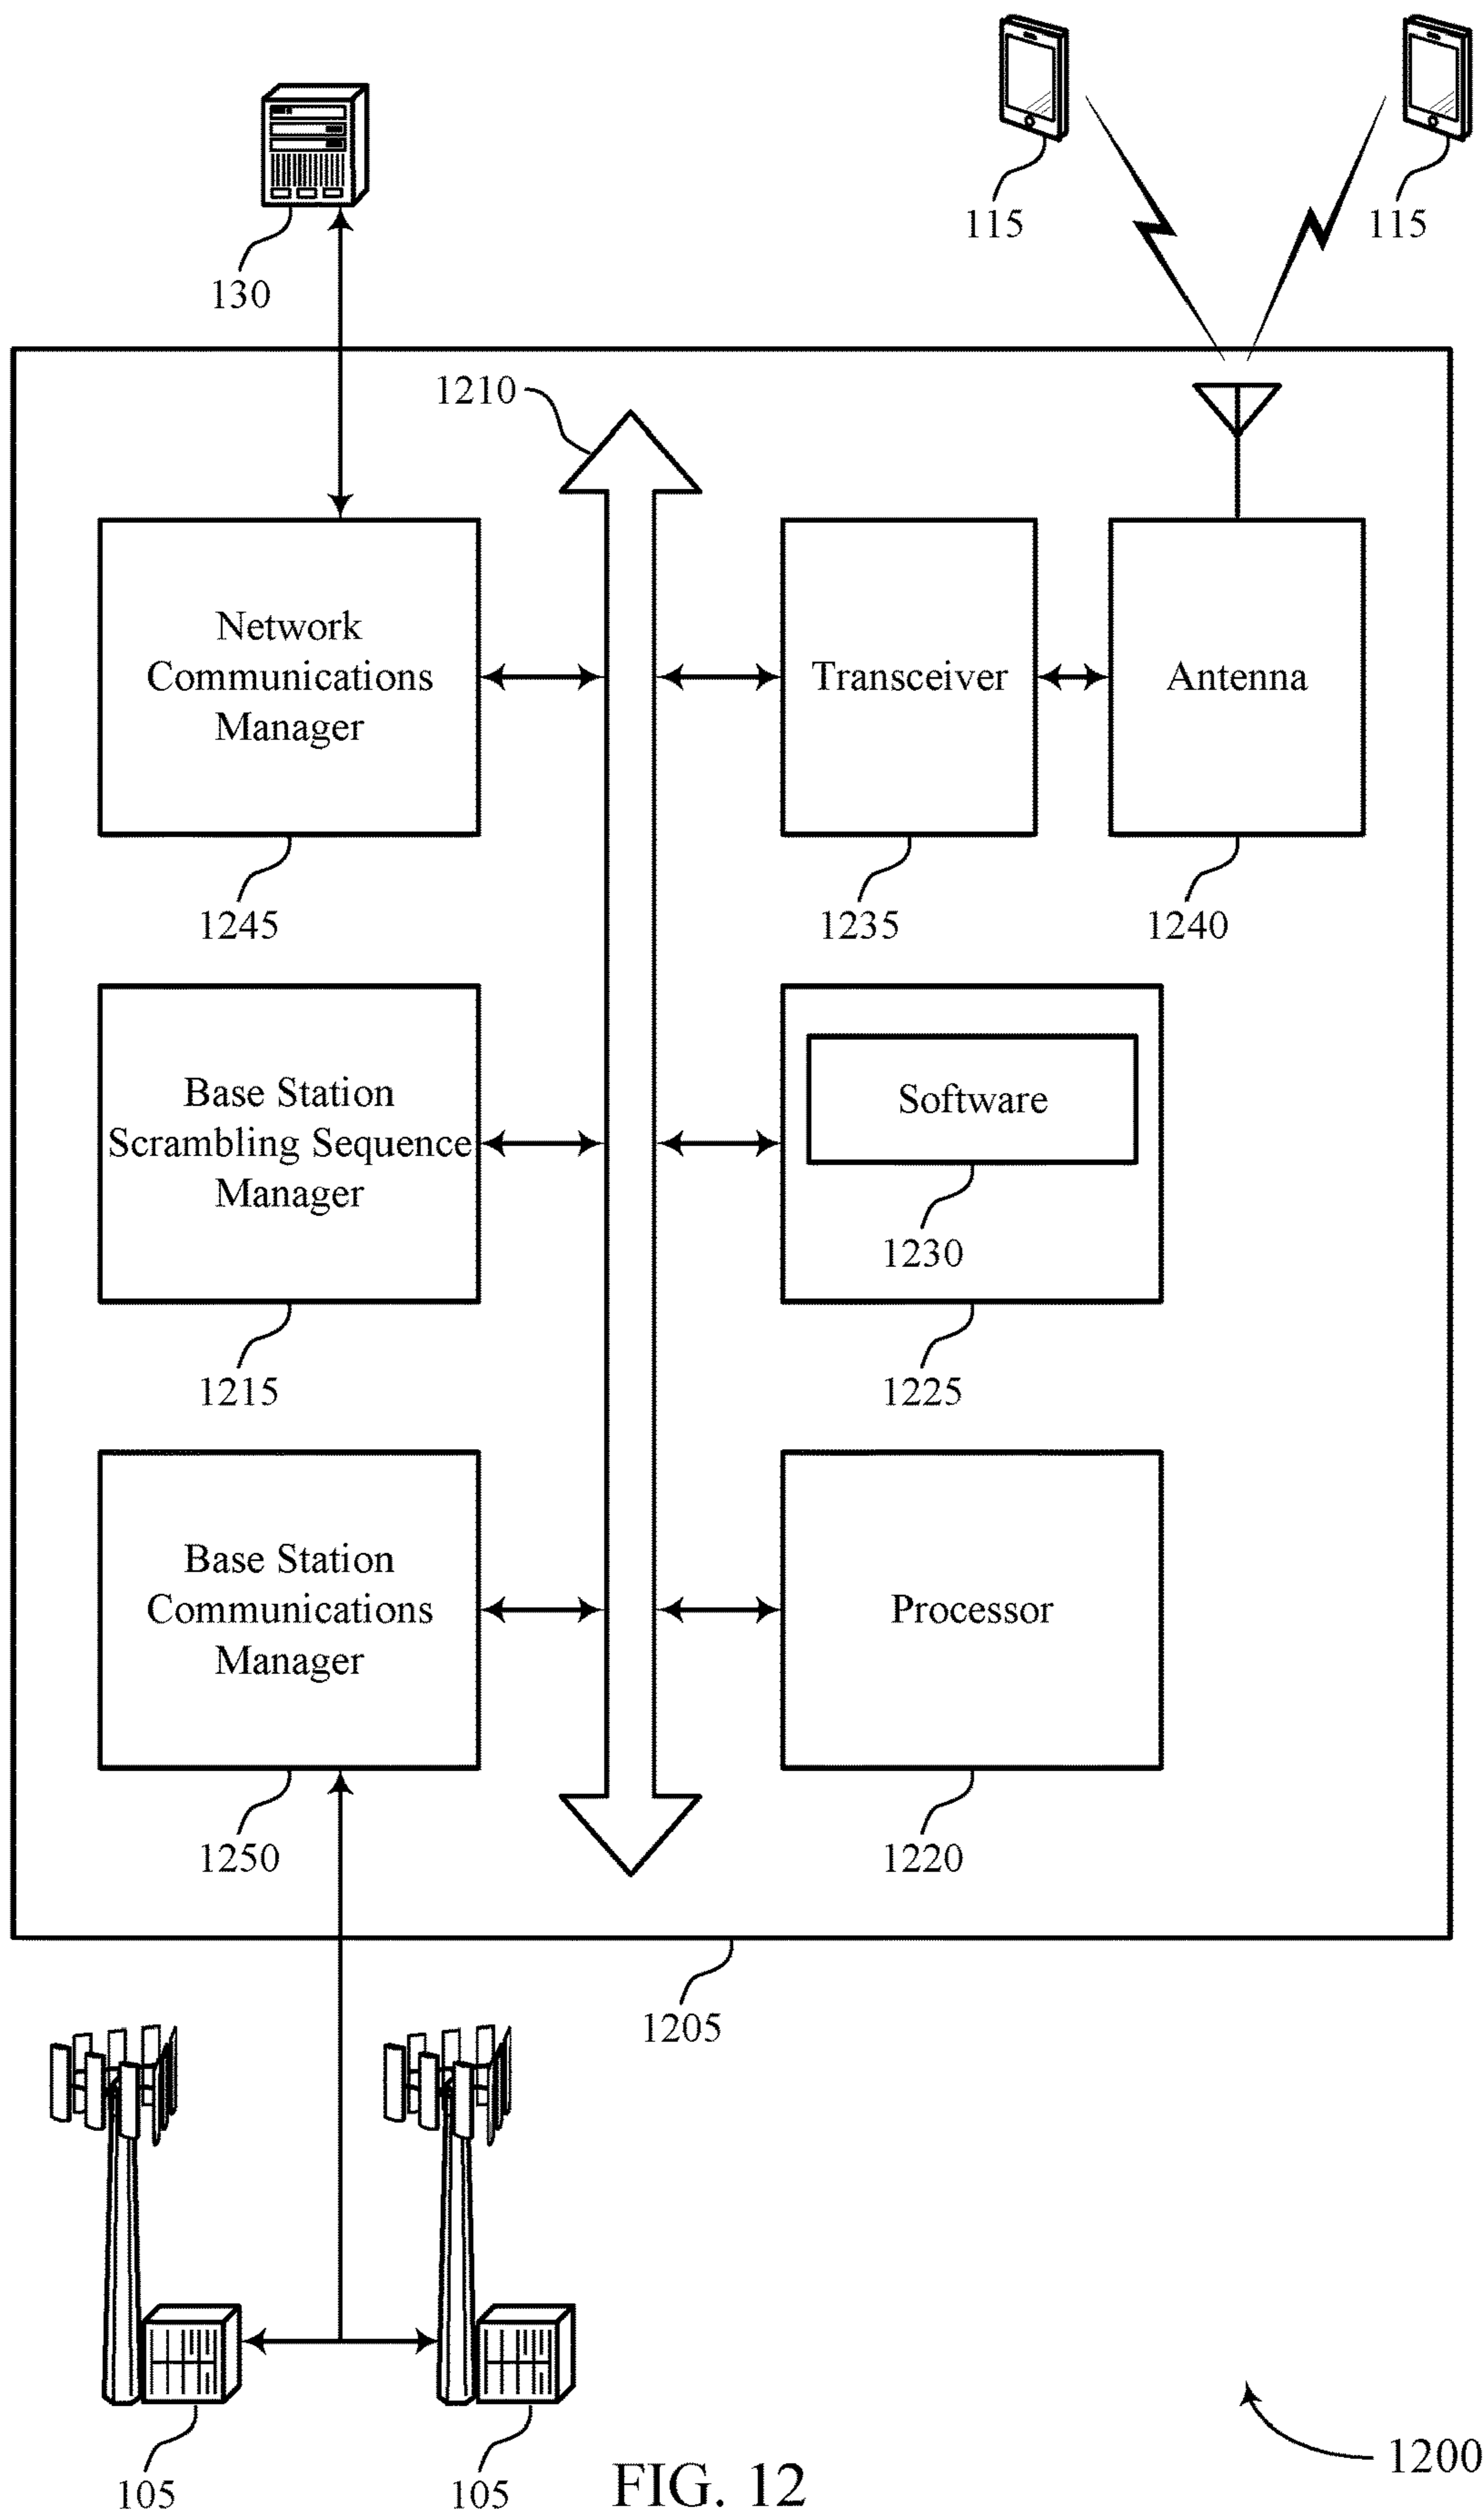 115
115
130
1210
Network
Communications
Manager
Transceiver
Antenna
1245
1235
1240
Base Station
Scrambling Sequence
Manager
Software
1230
1215
1225
Base Station
Communications
Manager
Processor
1250
1220
1205
105
105
FIG. 12
1200